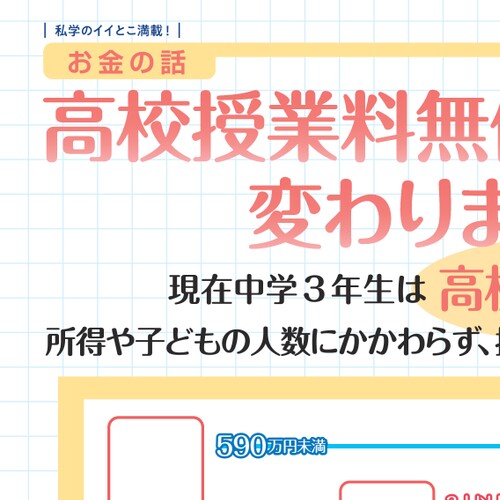 私学のイイとこ満載！
お金の話
高校授業料無
変わりま
現在中学３年生は 高
所得や子どもの人数にかかわらず、
590万円未満